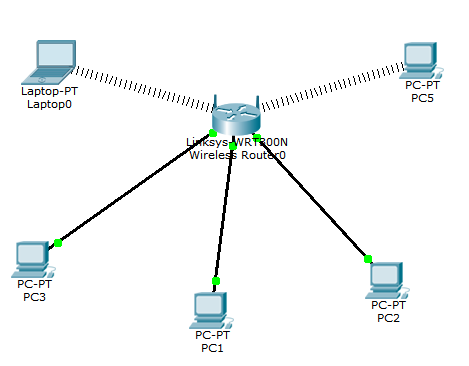 Laptop-PT
Laptop0
PC-PT
PC5
Linksys-WRT300N
Wireless Router0
PC-PT
PC3
PC-PT
PC1
PC-PT
PC2